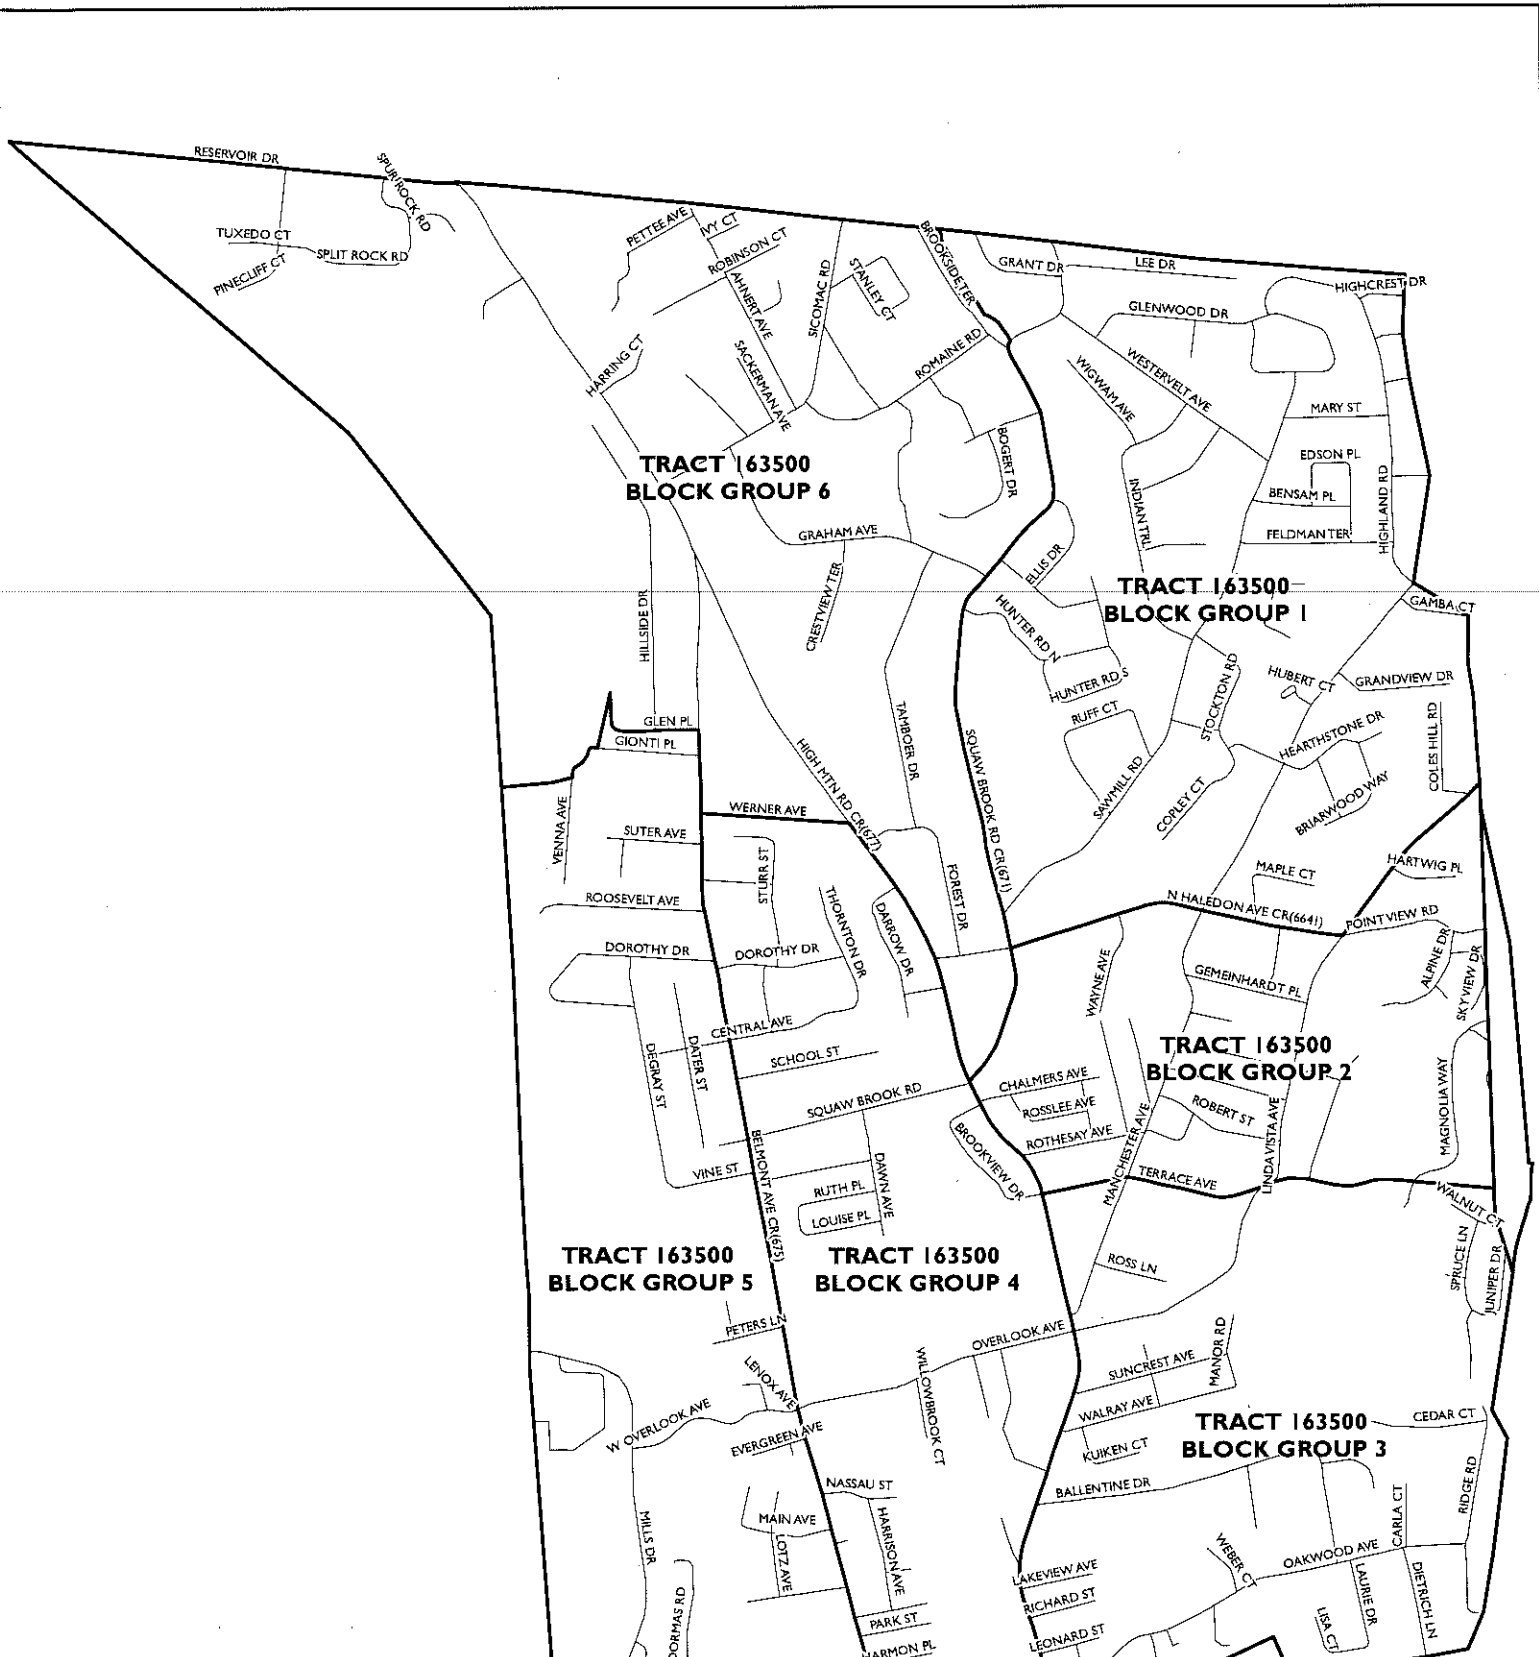 RESERVOIR DR
SPUR ROCK RD
TUXEDO CT
SPLIT ROCK RD
PINECLIFF CT
PETTEE AVE
IVY CT
ROBINSON CT
AHNERT AVE
SICOMAC RD
STANLEY CT
BROOKSIDE TER
GRANT DR
LEE DR
HIGHCREST DR
GLENWOOD DR
HARRING CT
SACKERMAN AVE
ROMAINE RD
WIGWAM AVE
WESTERVELT AVE
MARY ST
BOGERT DR
EDSON PL
BENSAM PL
HIGHLAND RD
INDIAN TRL
FELDMAN TER
TRACT 163500
BLOCK GROUP 6
GRAHAM AVE
CRESTVIEW TER
ELLIS DR
TRACT 163500
BLOCK GROUP 1
GAMBA CT
HILLSIDE DR
HUNTER RD N
HUNTER RD S
STOCKTON RD
HUBERT CT
GRANDVIEW DR
RUFF CT
GLEN PL
GIONTI PL
TAMBOER DR
HIGH MTN RD CR(677)
SQUAW BROOK RD CR(671)
HEARTHSTONE DR
COLES HILL RD
SAWMILL RD
COPLEY CT
BRIARWOOD WAY
WERNER AVE
VENNA AVE
SUTER AVE
STURR ST
HARTWIG PL
MAPLE CT
ROOSEVELT AVE
THORNTON DR
DARROW DR
FOREST DR
N HALEDON AVE CR(6641)
POINT VIEW RD
DOROTHY DR
DOROTHY DR
WAYNE AVE
GEMEINHARDT PL
ALPINE DR
SKY VIEW DR
CENTRAL AVE
DEGRAY ST
DATER ST
SCHOOL ST
TRACT 163500
BLOCK GROUP 2
SQUAW BROOK RD
CHALMERS AVE
ROSSLEE AVE
ROTHESAY AVE
MANCHESTER AVE
ROBERT ST
LINDA VISTA AVE
MAGNOLIA WAY
BROOKVIEW DR
VINE ST
BELMONT AVE CR(675)
RUTH PL
LOUISE PL
DAWN AVE
TERRACE AVE
WALNUT CT
SPRUCE LN
JUNIPER DR
TRACT 163500
BLOCK GROUP 5
TRACT 163500
BLOCK GROUP 4
ROSS LN
PETERS LN
OVERLOOK AVE
LENOX AVE
WILLOWBROOK CT
SUNCREST AVE
MANOR RD
WALRAY AVE
W OVERLOOK AVE
EVERGREEN AVE
KUIKEN CT
TRACT 163500
BLOCK GROUP 3
CEDAR CT
NASSAU ST
BALLENTINE DR
RIDGE RD
MILLS DR
MAIN AVE
LOTZ AVE
HARRISON AVE
CARLA CT
WEBER CT
OAKWOOD AVE
LAKEVIEW AVE
RICHARD ST
LAURIE DR
DIETRICH LN
LISA CT
DORMAS RD
PARK ST
HARMON PL
LEONARD ST